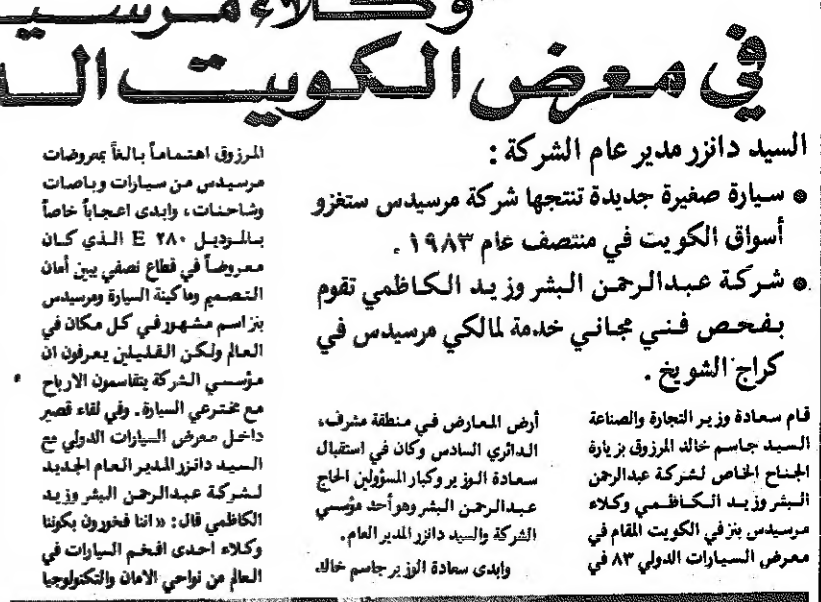 وكلاء
في معرض الكويت
السيد دانزر مدير عام الشركة :
● سيارة صغيرة جديدة تنتجها شركة مرسيدس ستغزو
أسواق الكويت في منتصف عام ١٩٨٣ .
● شركة عبدالرحمن البشر وزيد الكاظمي تقوم
بفحص فني مجاني خدمة لمالكي مرسيدس في
كراج الشويخ .
قام سعادة وزير التجارة والصناعة
السيد جاسم خالد المرزوق بزيارة
الجناح الخاص لشركة عبدالرحمن
البشر وزيد الكاظمي وكلاء
مرسيدس بنز في الكويت المقام في
معرض السيارات الدولي ٨٣ في
أرض المعارض في منطقة مشرف،
الدائري السادس وكان في استقبال
سعادة الوزير وكبار المسؤولين الحاج
عبدالرحمن البشر وهو أحد مؤسسي
الشركة والسيد دانزر المدير العام.
وابدى سعادة الوزير جاسم خالد
المرزوق اهتماماً بالغاً بمعروضات
مرسيدس من سيارات وباصات
وشاحنات، وابدى اعجاباً خاصاً
بالموديل ٢٨٠ E الذي كان
معروضاً في قطاع نصفي يبين أمان
التصميم وماكينة السيارة ومرسيدس
بنز اسم مشهور في كل مكان في
العالم ولكن القليلين يعرفون ان
مؤسسي الشركة يتقاسمون الارباح
مع مخترعي السيارة. وفي لقاء قصير
داخل معرض السيارات الدولي مع
السيد دانزر المدير العام الجديد
لشركة عبدالرحمن البشر وزيد
الكاظمي قال: « اننا فخورون بكوننا
وكلاء احدى افخم السيارات في
العالم من نواحي الامان والتكنولوجيا